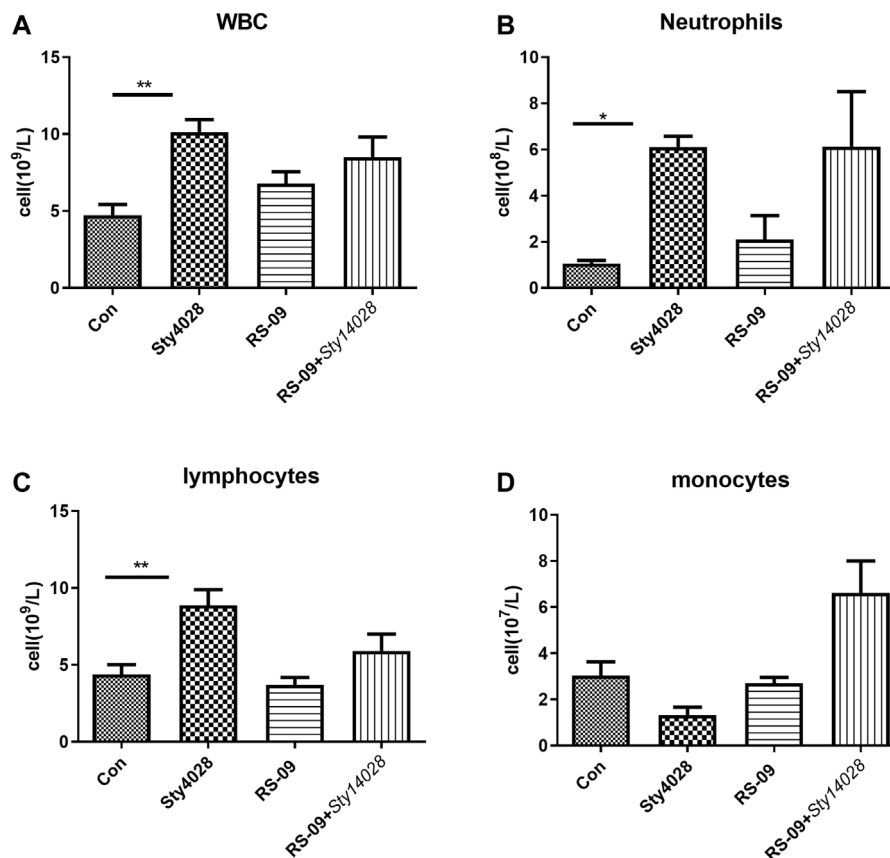 A
WBC
15
10
5
0
cell(10⁹/L)
**
Con
Sty4028
RS-09
RS-09+Sty14028
B
Neutrophils
10
8
6
4
2
0
cell(10⁸/L)
*
Con
Sty4028
RS-09
RS-09+Sty14028
C
lymphocytes
15
10
5
0
cell(10⁹/L)
**
Con
Sty4028
RS-09
RS-09+Sty14028
D
monocytes
10
8
6
4
2
0
cell(10⁷/L)
Con
Sty4028
RS-09
RS-09+Sty14028